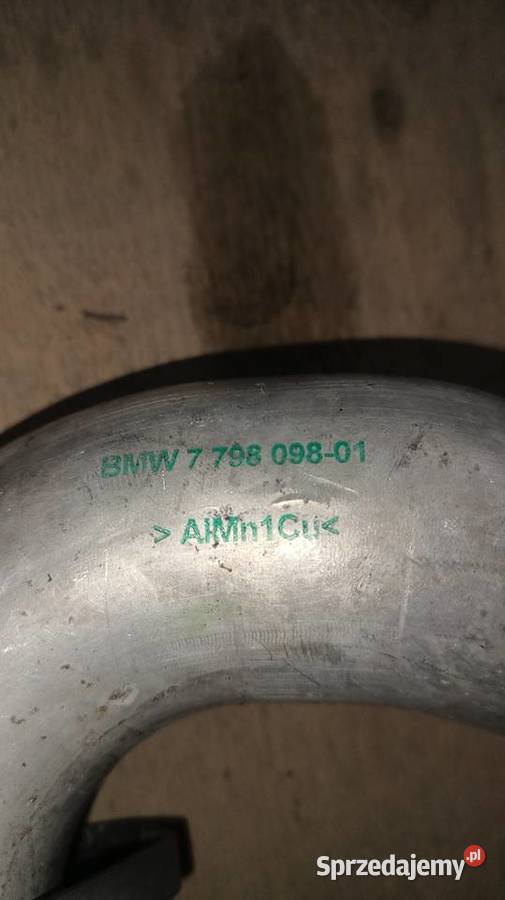 BMW 7 798 098-01
>AlMn1Cu<
Sprzedajemy.pl